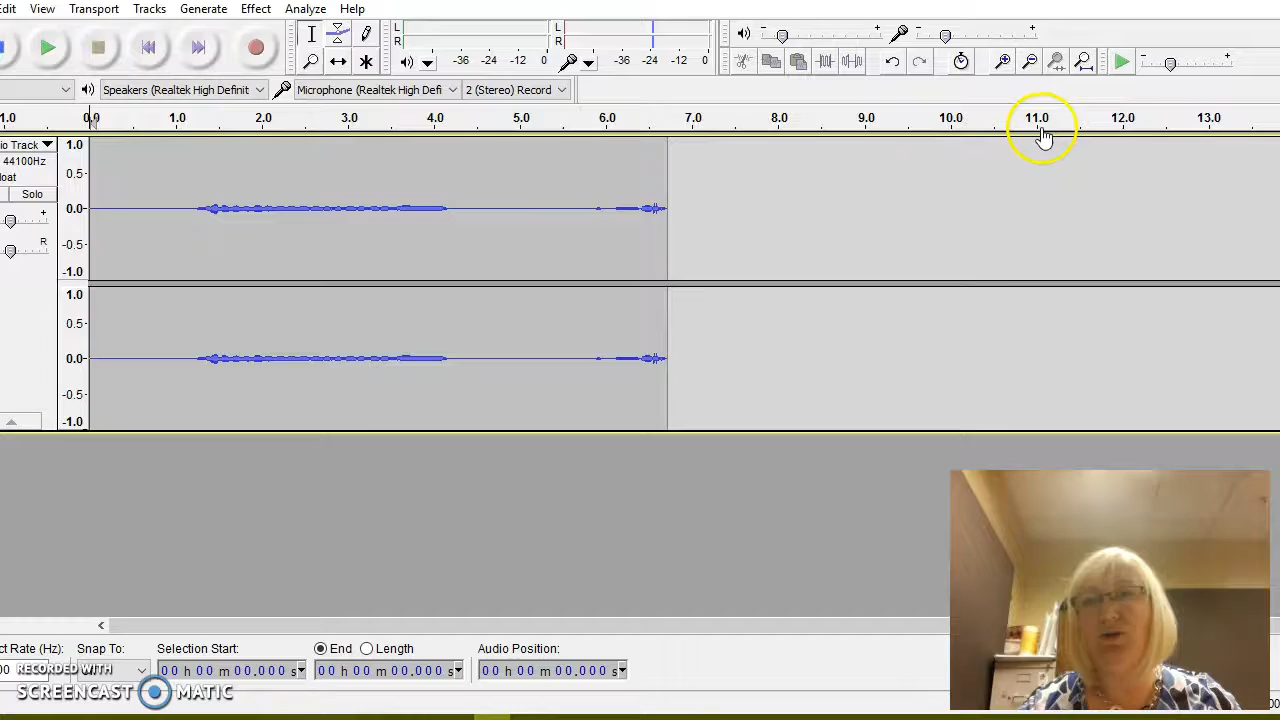 Edit View Transport Tracks Generate Effect Analyze Help
L R -36 -24 -12 0 L R -36 -24 -12 0
- + - +
- +
Speakers (Realtek High Definit Microphone (Realtek High Defi 2 (Stereo) Record
1.0 0.0 1.0 2.0 3.0 4.0 5.0 6.0 7.0 8.0 9.0 10.0 11.0 12.0 13.0
io Track 1.0
44100Hz
loat 0.5
Solo
0.0
+
R -0.5
-1.0
1.0
0.5
0.0
-0.5
-1.0
ct Rate (Hz): Snap To: Selection Start: End Length Audio Position:
00 00 h 00 m 00.000 s 00 h 00 m 00.000 s 00 h 00 m 00.000 s
RECORDED WITH
SCREENCAST MATIC